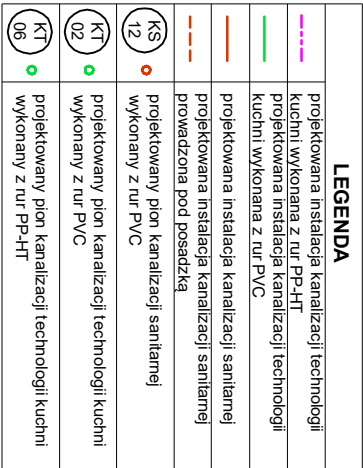 LEGENDA
projektowana instalacja kanalizacji technologii
kuchni wykonana z rur PP-HT
projektowana instalacja kanalizacji technologii
kuchni wykonana z rur PVC
projektowana instalacja kanalizacji sanitarnej
projektowana instalacja kanalizacji sanitarnej
prowadzona pod posadzką
KS
12
projektowany pion kanalizacji sanitarnej
wykonany z rur PVC
KT
02
projektowany pion kanalizacji technologii kuchni
wykonany z rur PVC
KT
06
projektowany pion kanalizacji technologii kuchni
wykonany z rur PP-HT